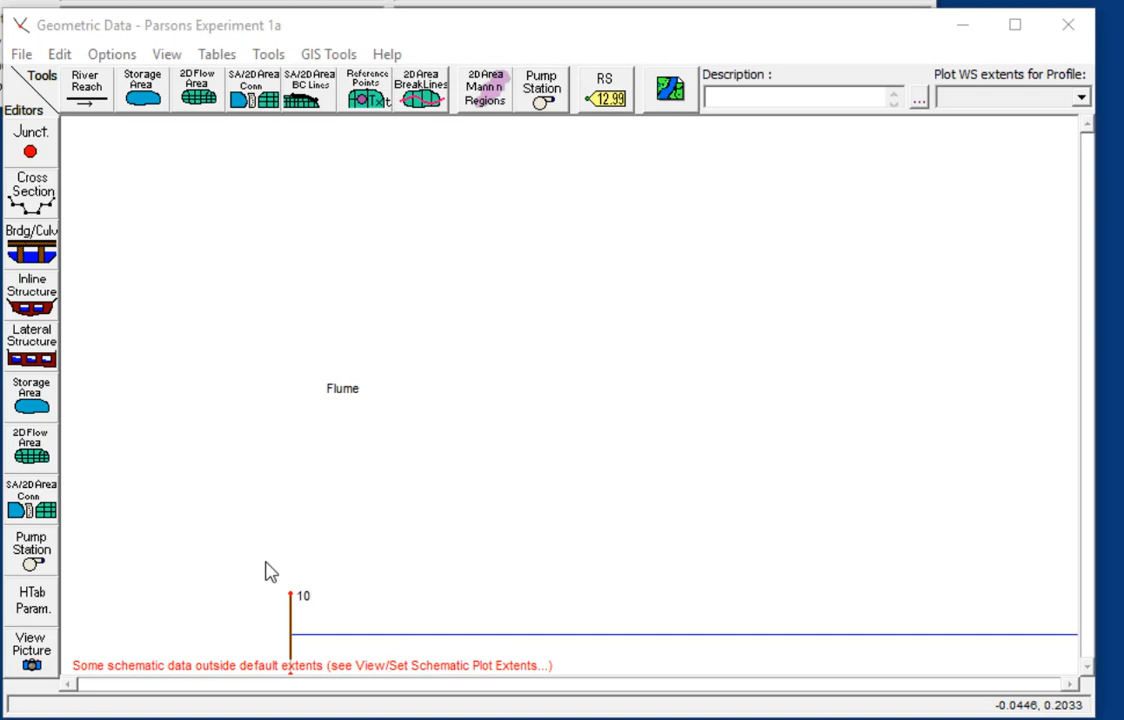 Geometric Data - Parsons Experiment 1a
File Edit Options View Tables Tools GIS Tools Help
Tools
Editors
River
Reach
Storage
Area
2D Flow
Area
SA/2D Area
Conn
SA/2D Area
BC Lines
Reference
Points
Txt
2D Area
BreakLines
2D Area
Mann n
Regions
Pump
Station
RS
12.99
Description :
...
Plot WS extents for Profile:
Junct.
Cross
Section
Brdg/Culv
Inline
Structure
Lateral
Structure
Storage
Area
2D Flow
Area
SA/2D Area
Conn
Pump
Station
HTab
Param.
View
Picture
Flume
10
Some schematic data outside default extents (see View/Set Schematic Plot Extents...)
-0.0446, 0.2033